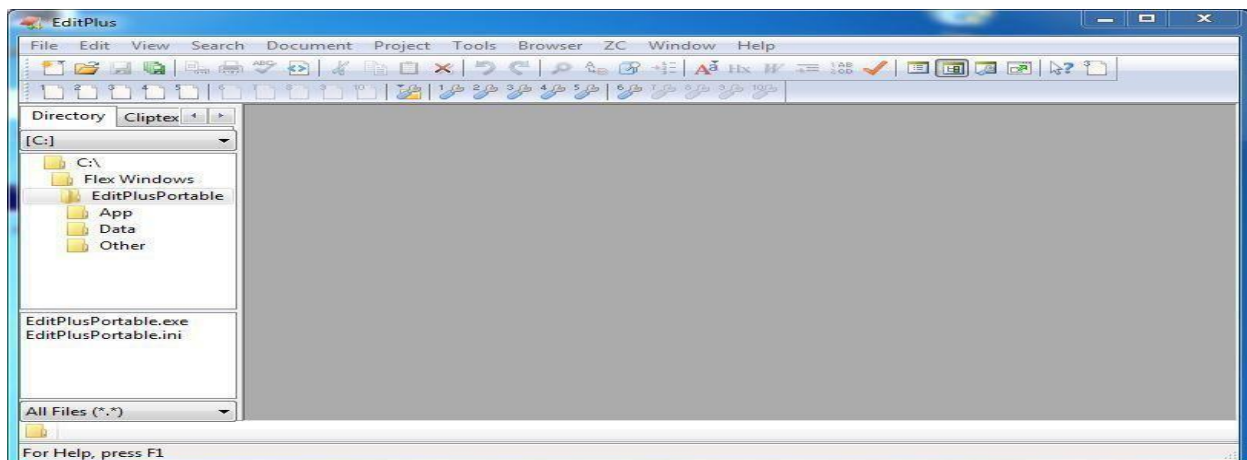 EditPlus
File Edit View Search Document Project Tools Browser ZC Window Help
Directory Cliptex
[C:]
C:\
Flex Windows
EditPlusPortable
App
Data
Other
EditPlusPortable.exe
EditPlusPortable.ini
All Files (*.*)
For Help, press F1